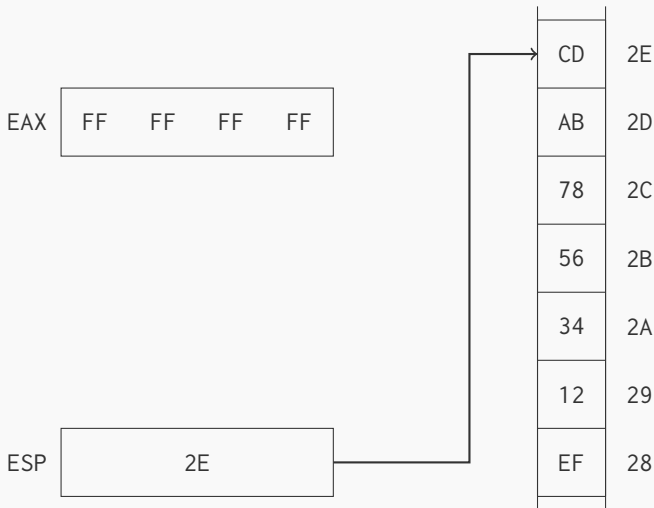 CD 2E
EAX FF FF FF FF AB 2D
78 2C
56 2B
34 2A
12 29
ESP 2E EF 28